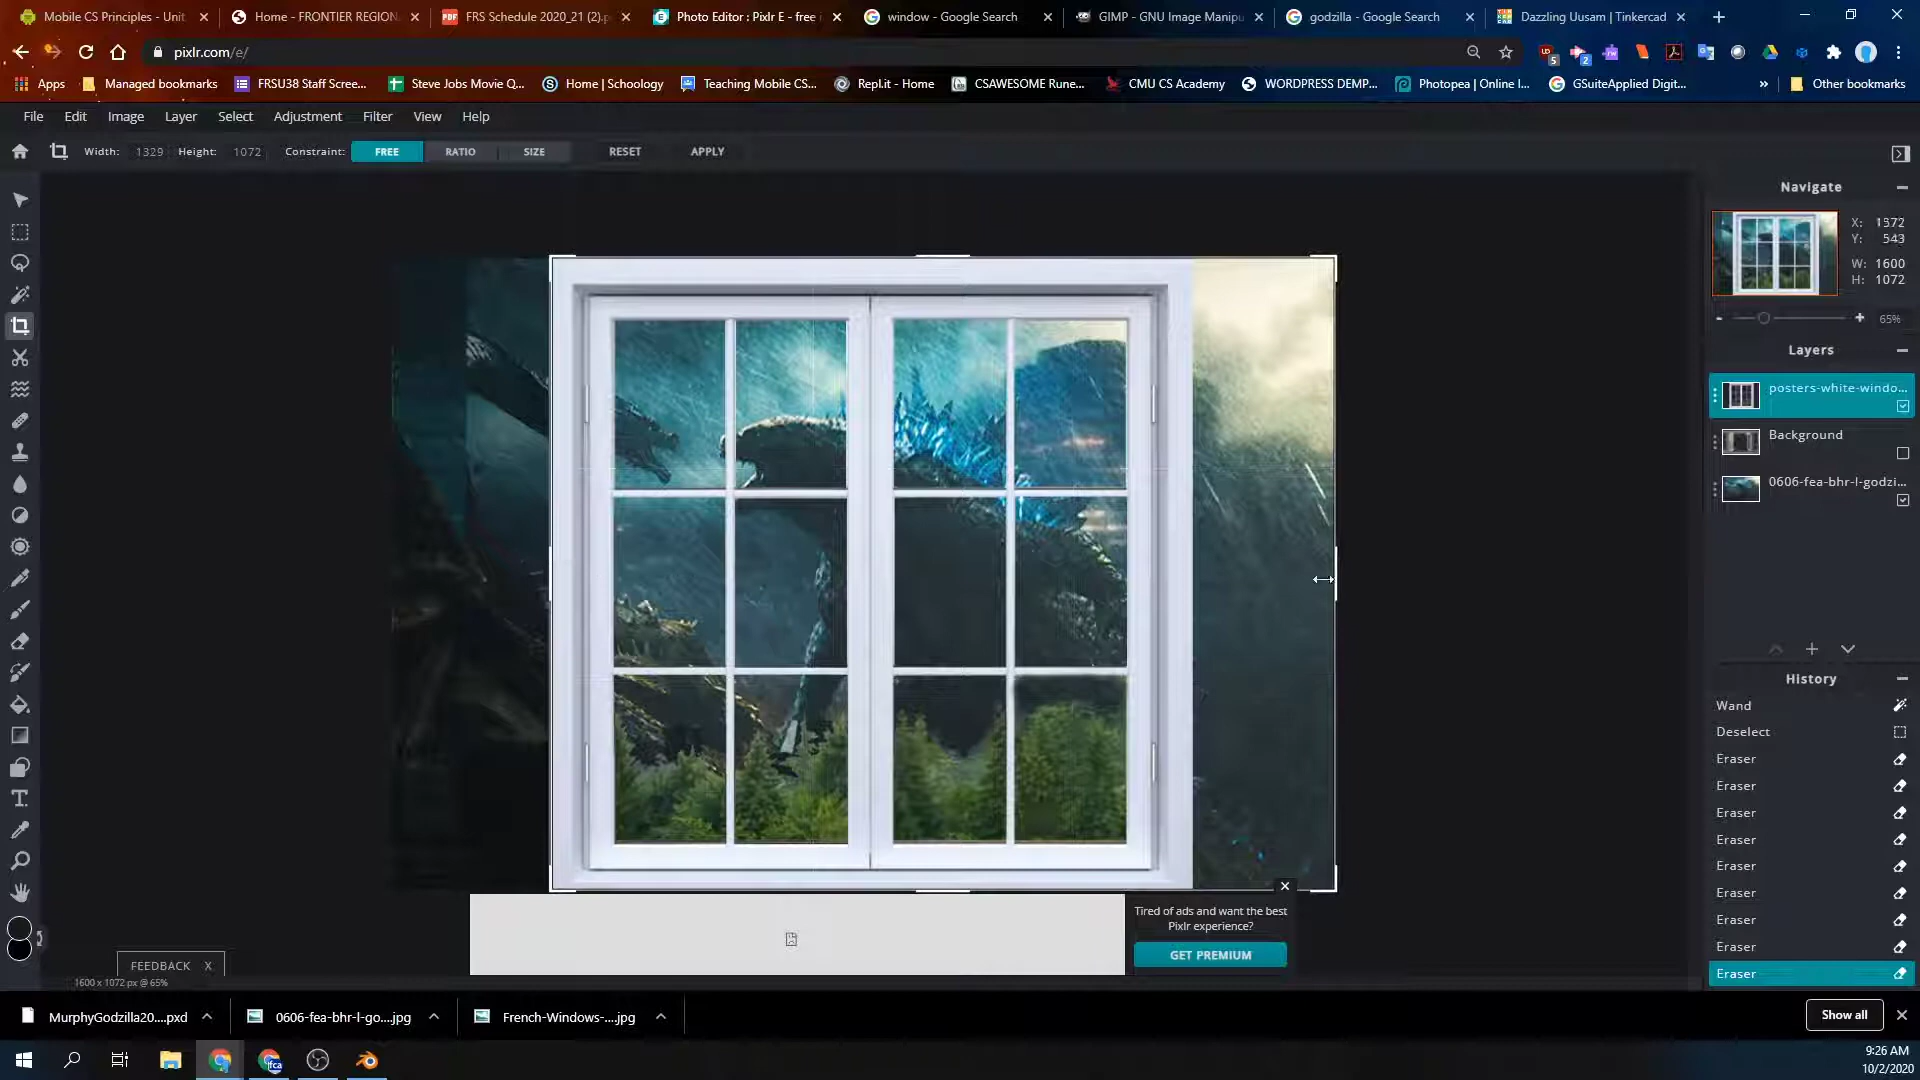 Mobile CS Principles - Unit
Home - FRONTIER REGION
FRS Schedule 2020_21 (2).p
Photo Editor : Pixlr E - free i
window - Google Search
GIMP - GNU Image Manipu
godzilla - Google Search
Dazzling Uusam | Tinkercad
pixlr.com/e/
Apps
Managed bookmarks
FRSU38 Staff Scree...
Steve Jobs Movie Q...
Home | Schoology
Teaching Mobile CS...
Repl.it - Home
CSAWESOME Rune...
CMU CS Academy
WORDPRESS DEMP...
Photopea | Online I...
GSuiteApplied Digit...
Other bookmarks
File Edit Image Layer Select Adjustment Filter View Help
Width: 1329 Height: 1072 Constraint: FREE RATIO SIZE RESET APPLY
Navigate
X: 1572
Y: 543
W: 1600
H: 1072
65%
Layers
posters-white-windo...
Background
0606-fea-bhr-l-godzi...
History
Wand
Deselect
Eraser
Eraser
Eraser
Eraser
Eraser
Eraser
Eraser
Eraser
Eraser
Tired of ads and want the best
Pixlr experience?
GET PREMIUM
FEEDBACK X
1600 x 1072 px @ 65%
MurphyGodzilla20....pxd
0606-fea-bhr-l-go....jpg
French-Windows-....jpg
Show all
9:26 AM
10/2/2020